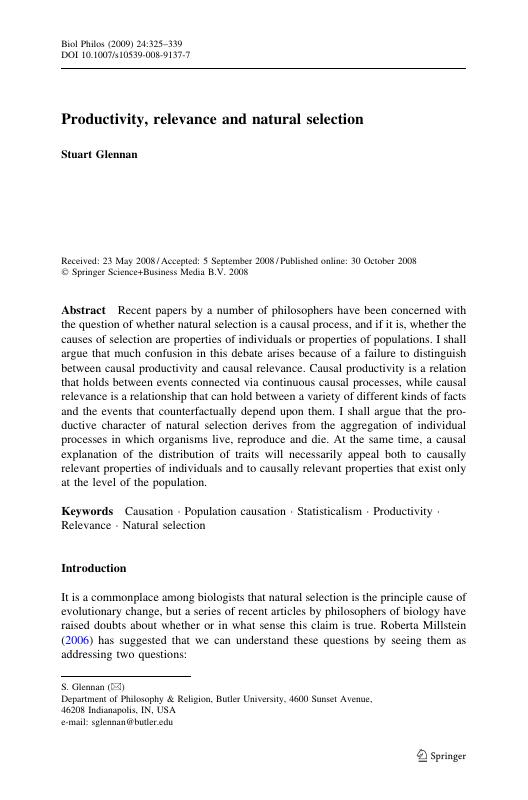 Biol Philos (2009) 24:325–339
DOI 10.1007/s10539-008-9137-7
Productivity, relevance and natural selection
Stuart Glennan
Received: 23 May 2008 / Accepted: 5 September 2008 / Published online: 30 October 2008
© Springer Science+Business Media B.V. 2008
Abstract Recent papers by a number of philosophers have been concerned with
the question of whether natural selection is a causal process, and if it is, whether the
causes of selection are properties of individuals or properties of populations. I shall
argue that much confusion in this debate arises because of a failure to distinguish
between causal productivity and causal relevance. Causal productivity is a relation
that holds between events connected via continuous causal processes, while causal
relevance is a relationship that can hold between a variety of different kinds of facts
and the events that counterfactually depend upon them. I shall argue that the pro-
ductive character of natural selection derives from the aggregation of individual
processes in which organisms live, reproduce and die. At the same time, a causal
explanation of the distribution of traits will necessarily appeal both to causally
relevant properties of individuals and to causally relevant properties that exist only
at the level of the population.
Keywords Causation · Population causation · Statisticalism · Productivity ·
Relevance · Natural selection
Introduction
It is a commonplace among biologists that natural selection is the principle cause of
evolutionary change, but a series of recent articles by philosophers of biology have
raised doubts about whether or in what sense this claim is true. Roberta Millstein
(2006) has suggested that we can understand these questions by seeing them as
addressing two questions:
S. Glennan (✉)
Department of Philosophy & Religion, Butler University, 4600 Sunset Avenue,
46208 Indianapolis, IN, USA
e-mail: sglennan@butler.edu
Springer